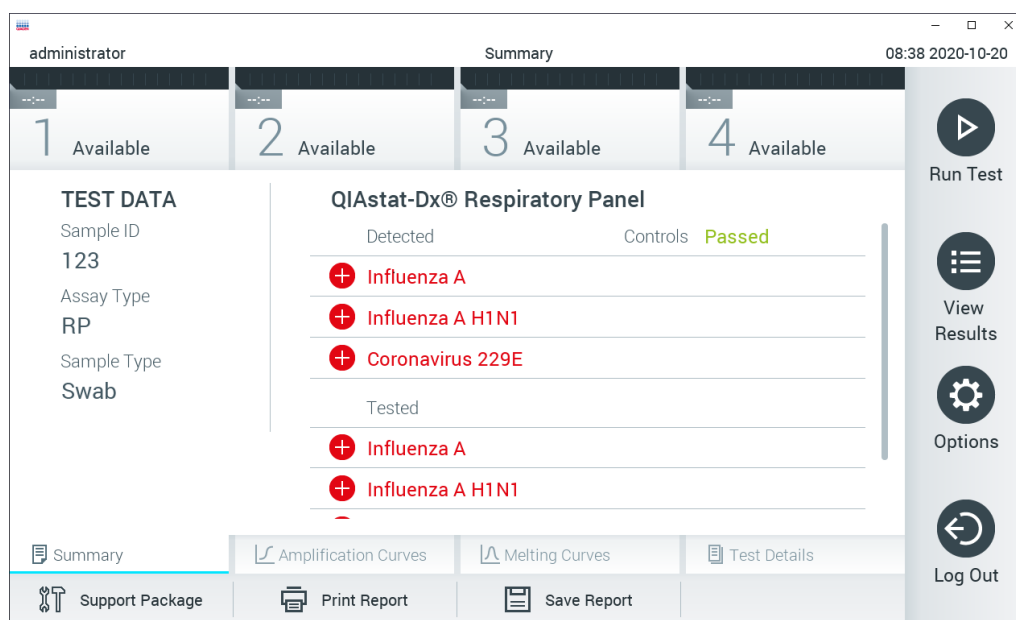 administrator
Summary
08:38 2020-10-20
--:--
1 Available
--:--
2 Available
--:--
3 Available
--:--
4 Available
Run Test
View
Results
Options
Log Out
TEST DATA
Sample ID
123
Assay Type
RP
Sample Type
Swab
QIAstat-Dx® Respiratory Panel
Detected
Controls Passed
Influenza A
Influenza A H1N1
Coronavirus 229E
Tested
Influenza A
Influenza A H1N1
Summary
Amplification Curves
Melting Curves
Test Details
Support Package
Print Report
Save Report